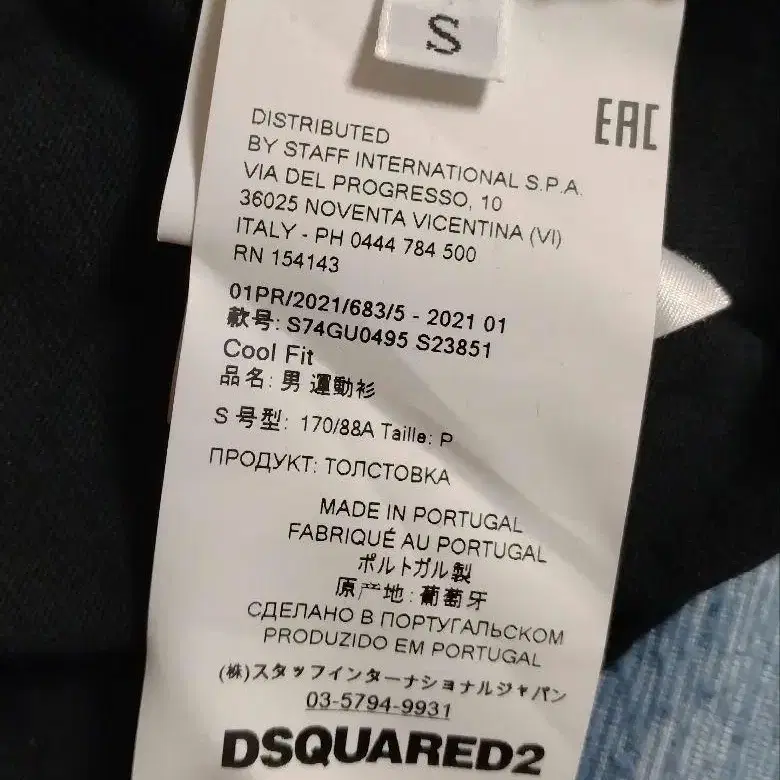 S
EAC
DISTRIBUTED
BY STAFF INTERNATIONAL S.P.A.
VIA DEL PROGRESSO, 10
36025 NOVENTA VICENTINA (VI)
ITALY - PH 0444 784 500
RN 154143
01PR/2021/683/5 - 2021 01
款号: S74GU0495 S23851
Cool Fit
品名: 男 運動衫
S 号型: 170/88A Taille: P
ПРОДУКТ: ТОЛСТОВКА
MADE IN PORTUGAL
FABRIQUÉ AU PORTUGAL
ポルトガル製
原产地: 葡萄牙
СДЕЛАНО В ПОРТУГАЛЬСКОМ
PRODUZIDO EM PORTUGAL
(株)スタッフインターナショナルジャパン
03-5794-9931
DSQUARED2